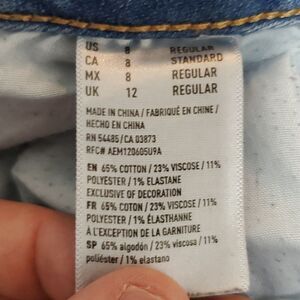 US 8 REGULAR
CA 8 STANDARD
MX 8 REGULAR
UK 12 REGULAR
MADE IN CHINA / FABRIQUÉ EN CHINE /
HECHO EN CHINA
RN 54485/CA 03873
RFC# AEM120605U9A
EN 65% COTTON / 23% VISCOSE / 11%
POLYESTER / 1% ELASTANE
EXCLUSIVE OF DECORATION
FR 65% COTON / 23% VISCOSE / 11%
POLYESTER / 1% ÉLASTHANNE
À L'EXCEPTION DE LA GARNITURE
SP 65% algodón / 23% viscosa / 11%
poliéster / 1% elastano